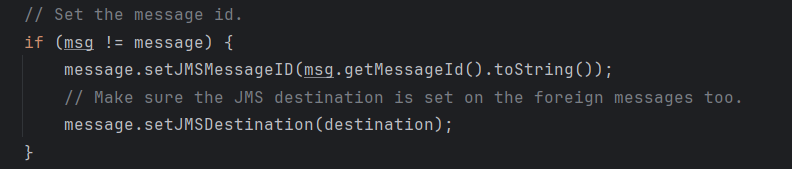 // Set the message id.
if (msg != message) {
    message.setJMSMessageID(msg.getMessageId().toString());
    // Make sure the JMS destination is set on the foreign messages too.
    message.setJMSDestination(destination);
}